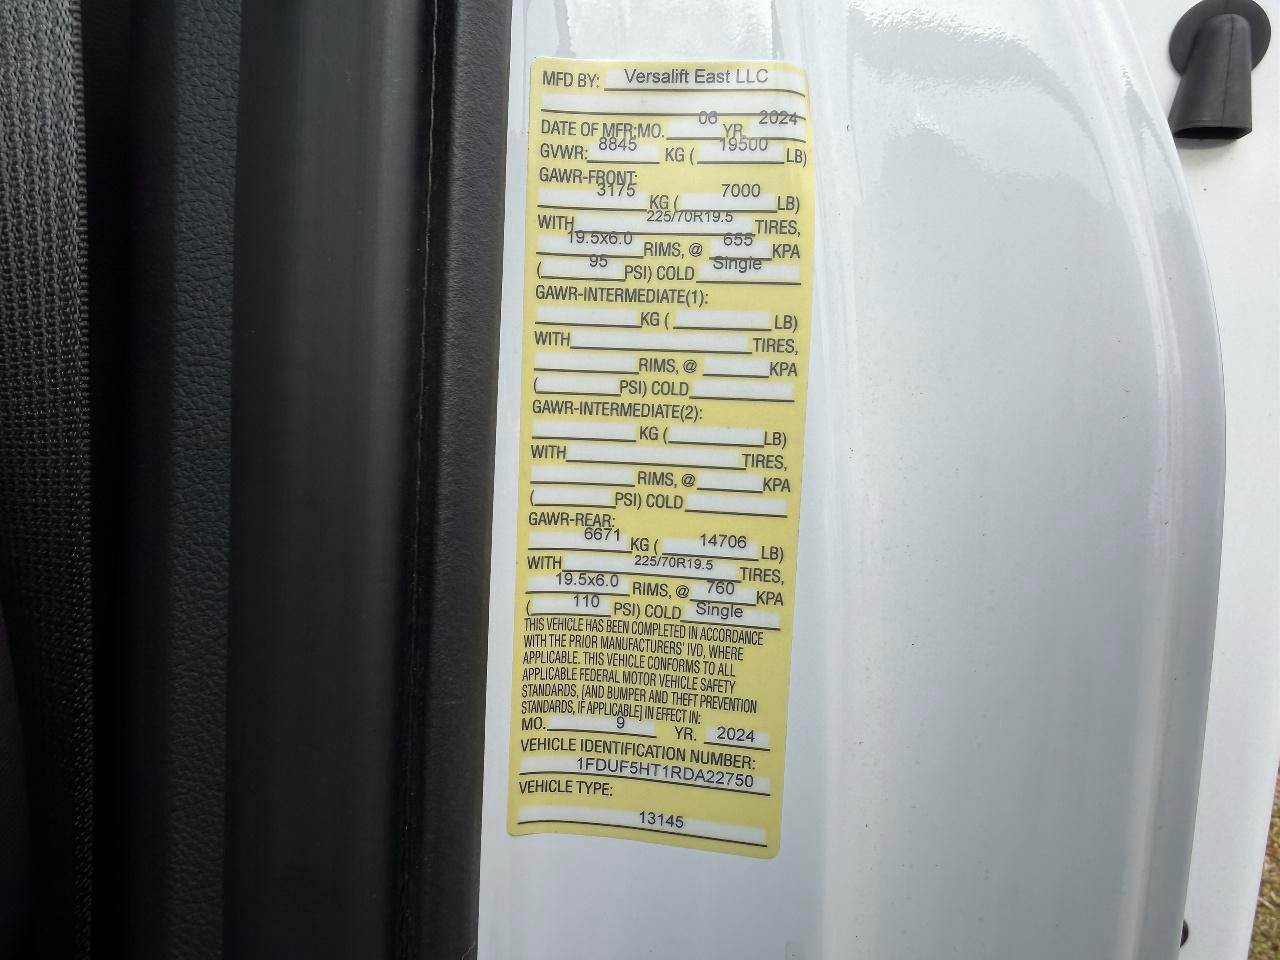 MFD BY: Versalift East LLC
DATE OF MFR:MO. 06 YR. 2024
GVWR: 8845 KG ( 19500 LB)
GAWR-FRONT:
3175 KG ( 7000 LB)
WITH 225/70R19.5 TIRES,
19.5x6.0 RIMS, @ 655 KPA
( 95 PSI) COLD Single
GAWR-INTERMEDIATE(1):
KG ( LB)
WITH TIRES,
RIMS, @ KPA
( PSI) COLD
GAWR-INTERMEDIATE(2):
KG ( LB)
WITH TIRES,
RIMS, @ KPA
( PSI) COLD
GAWR-REAR:
6671 KG ( 14706 LB)
WITH 225/70R19.5 TIRES,
19.5x6.0 RIMS, @ 760 KPA
( 110 PSI) COLD Single
THIS VEHICLE HAS BEEN COMPLETED IN ACCORDANCE
WITH THE PRIOR MANUFACTURERS' IVD, WHERE
APPLICABLE. THIS VEHICLE CONFORMS TO ALL
APPLICABLE FEDERAL MOTOR VEHICLE SAFETY
STANDARDS, [AND BUMPER AND THEFT PREVENTION
STANDARDS, IF APPLICABLE] IN EFFECT IN:
MO. 9 YR. 2024
VEHICLE IDENTIFICATION NUMBER:
1FDUF5HT1RDA22750
VEHICLE TYPE:
13145